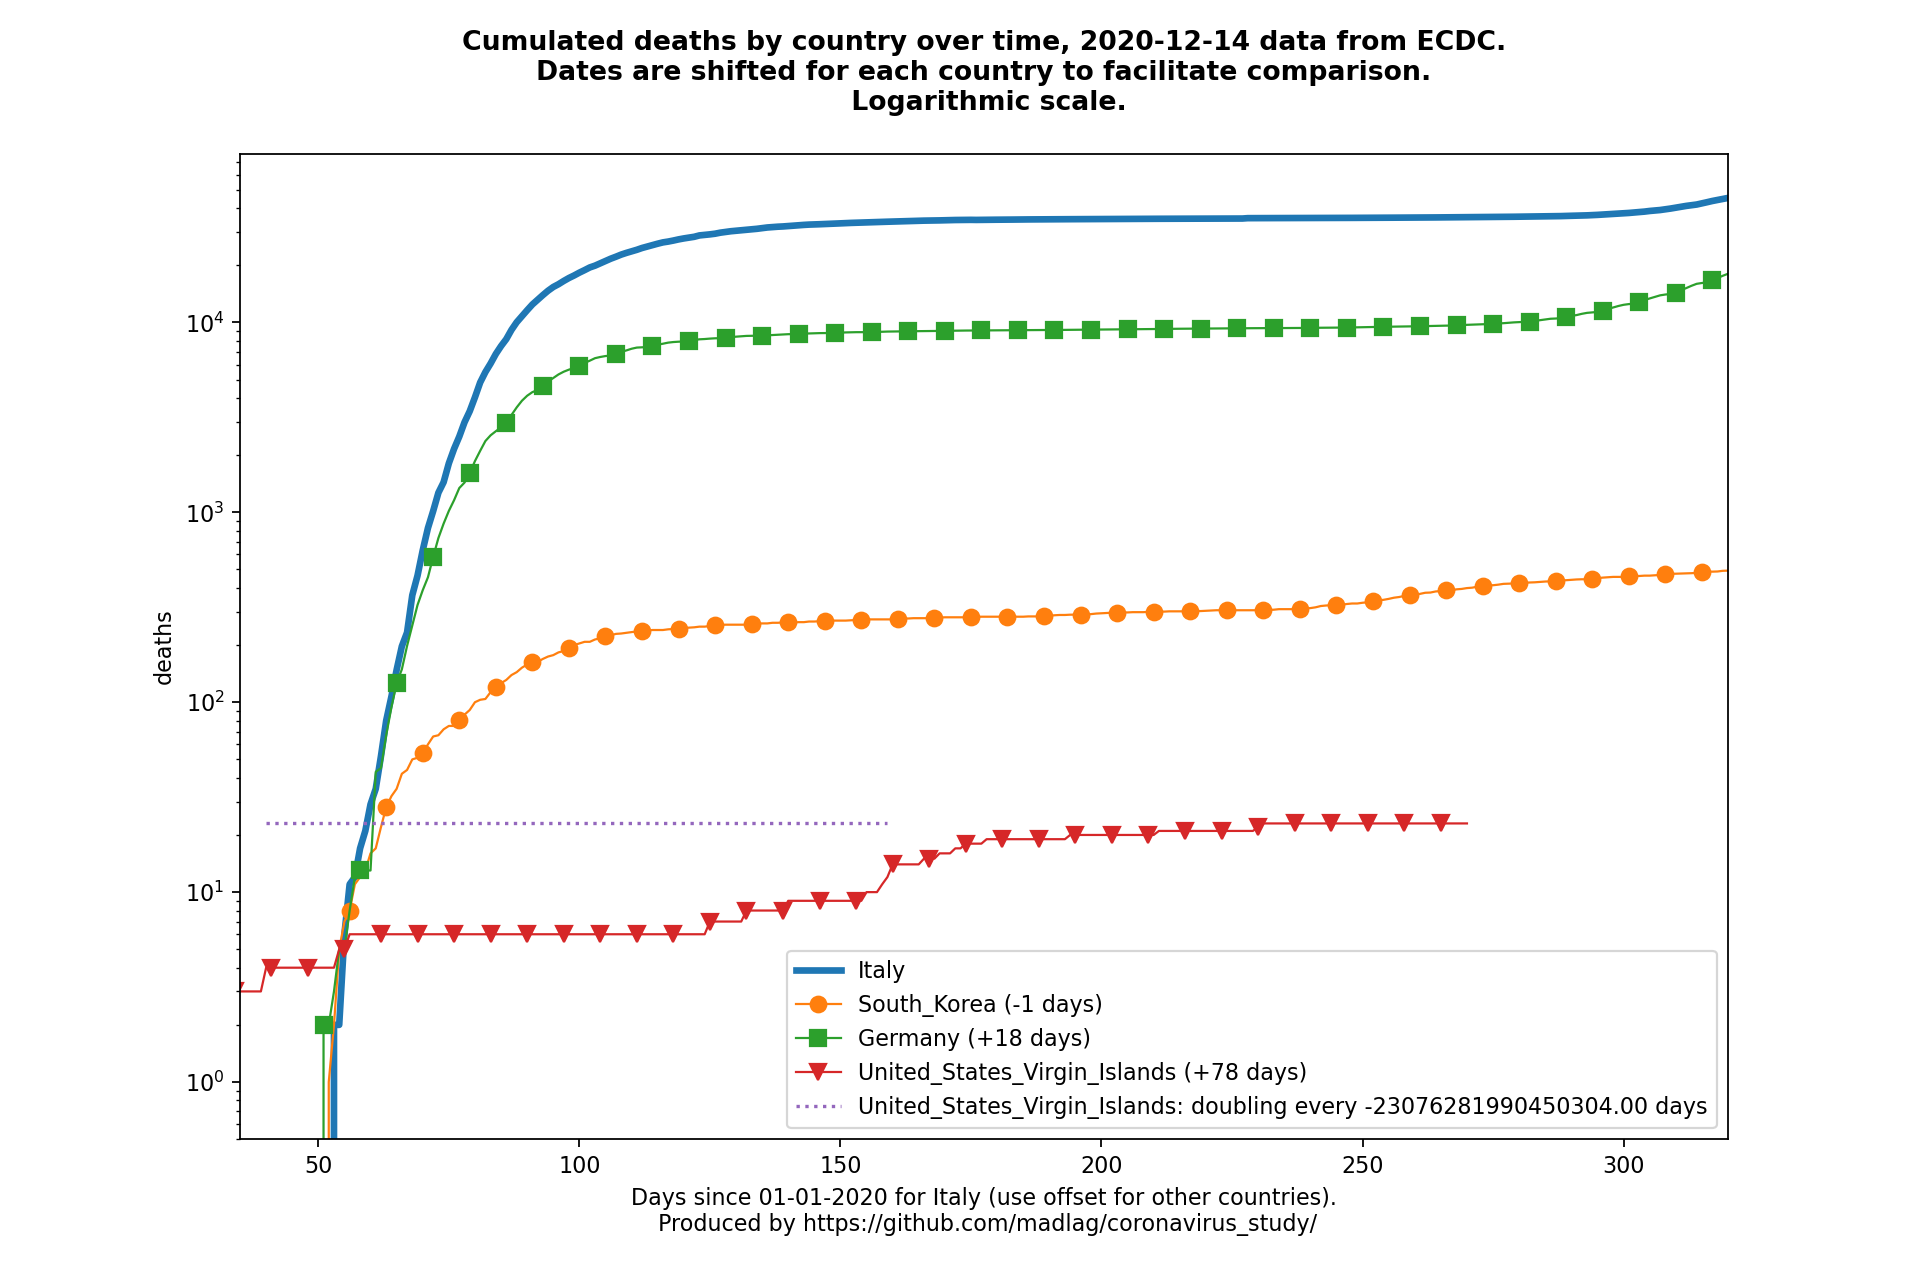 Cumulated deaths by country over time, 2020-12-14 data from ECDC.
Dates are shifted for each country to facilitate comparison.
Logarithmic scale.
10^4
10^3
10^2
10^1
10^0
deaths
Italy
South_Korea (-1 days)
Germany (+18 days)
United_States_Virgin_Islands (+78 days)
United_States_Virgin_Islands: doubling every -23076281990450304.00 days
50 100 150 200 250 300
Days since 01-01-2020 for Italy (use offset for other countries).
Produced by https://github.com/madlag/coronavirus_study/